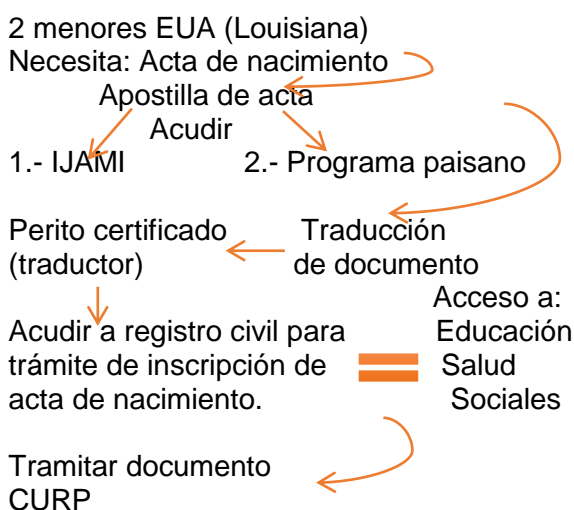 2 menores EUA (Louisiana)
Necesita: Acta de nacimiento
Apostilla de acta
Acudir
1.- IJAMI 2.- Programa paisano
Perito certificado
(traductor)
Traducción
de documento
Acudir a registro civil para
trámite de inscripción de
acta de nacimiento.
Acceso a:
Educación
Salud
Sociales
Tramitar documento
CURP